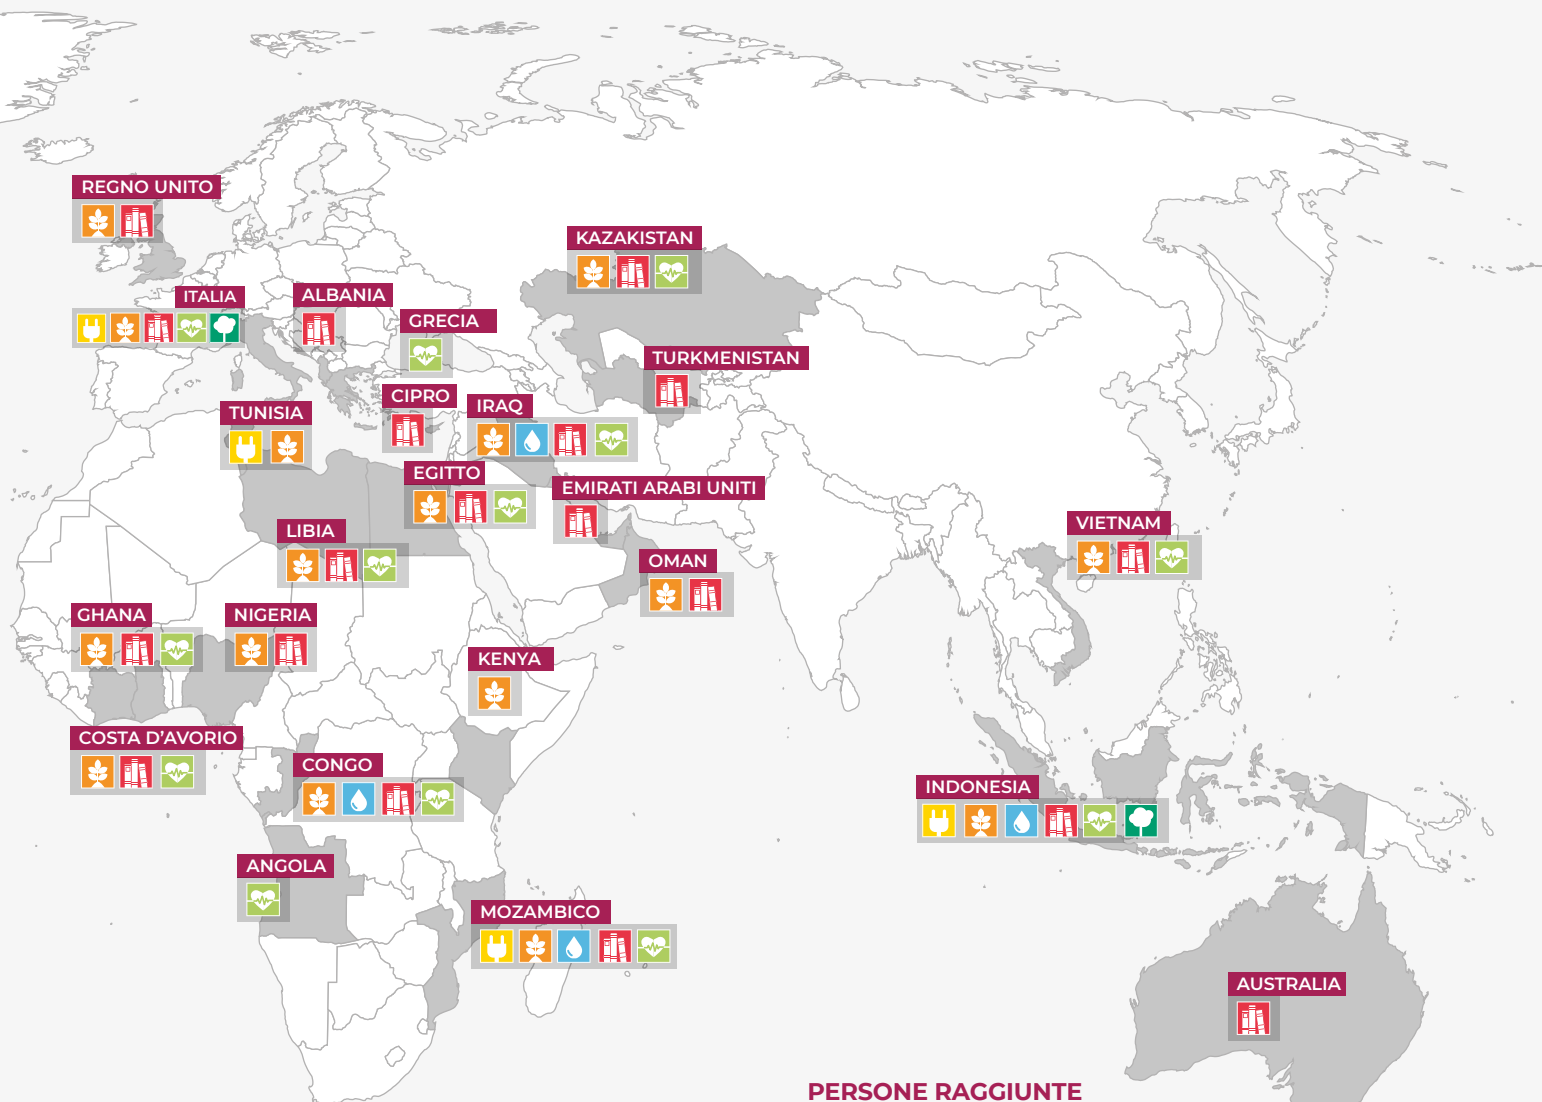 REGNO UNITO
KAZAKISTAN
ITALIA
ALBANIA
GRECIA
TURKMENISTAN
CIPRO
IRAQ
TUNISIA
EGITTO
EMIRATI ARABI UNITI
VIETNAM
LIBIA
OMAN
GHANA
NIGERIA
KENYA
COSTA D'AVORIO
CONGO
INDONESIA
ANGOLA
MOZAMBICO
AUSTRALIA
PERSONE RAGGIUNTE